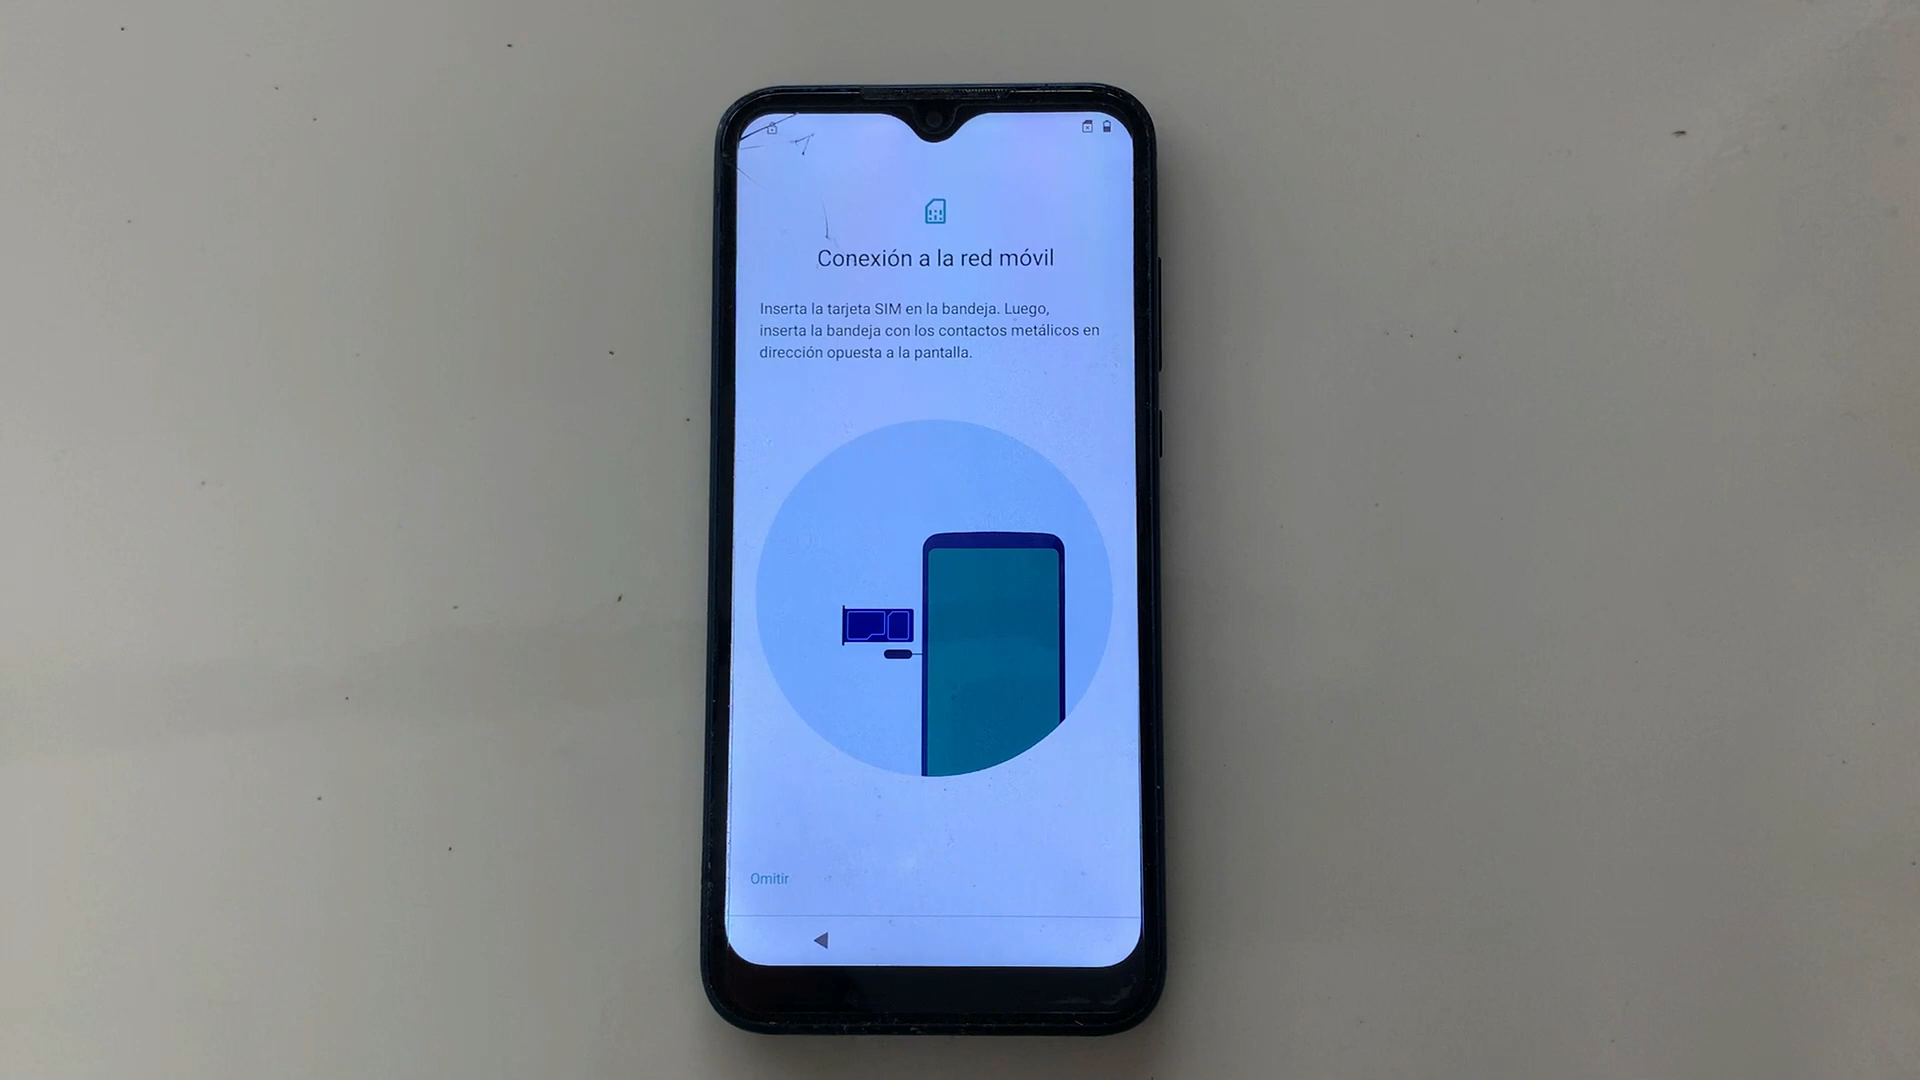 Conexión a la red móvil
Inserta la tarjeta SIM en la bandeja. Luego,
inserta la bandeja con los contactos metálicos en
dirección opuesta a la pantalla.
Omitir